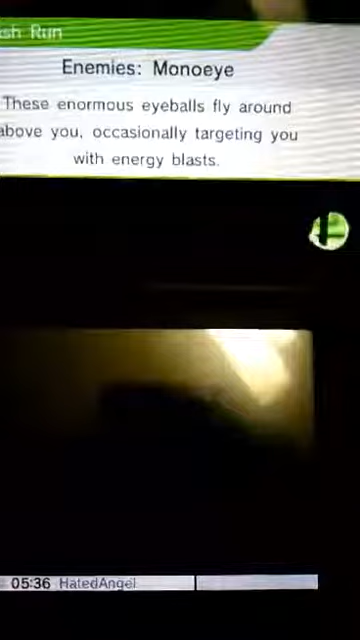 sh Run
Enemies: Monoeye
These enormous eyeballs fly around
above you, occasionally targeting you
with energy blasts.
05:36 HatedAngel